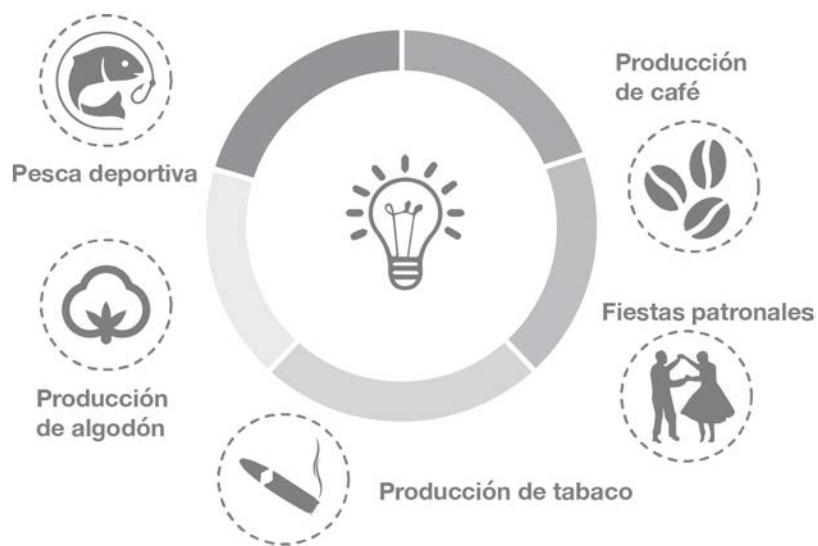 Producción
de café
Pesca deportiva
Fiestas patronales
Producción
de algodón
Producción de tabaco